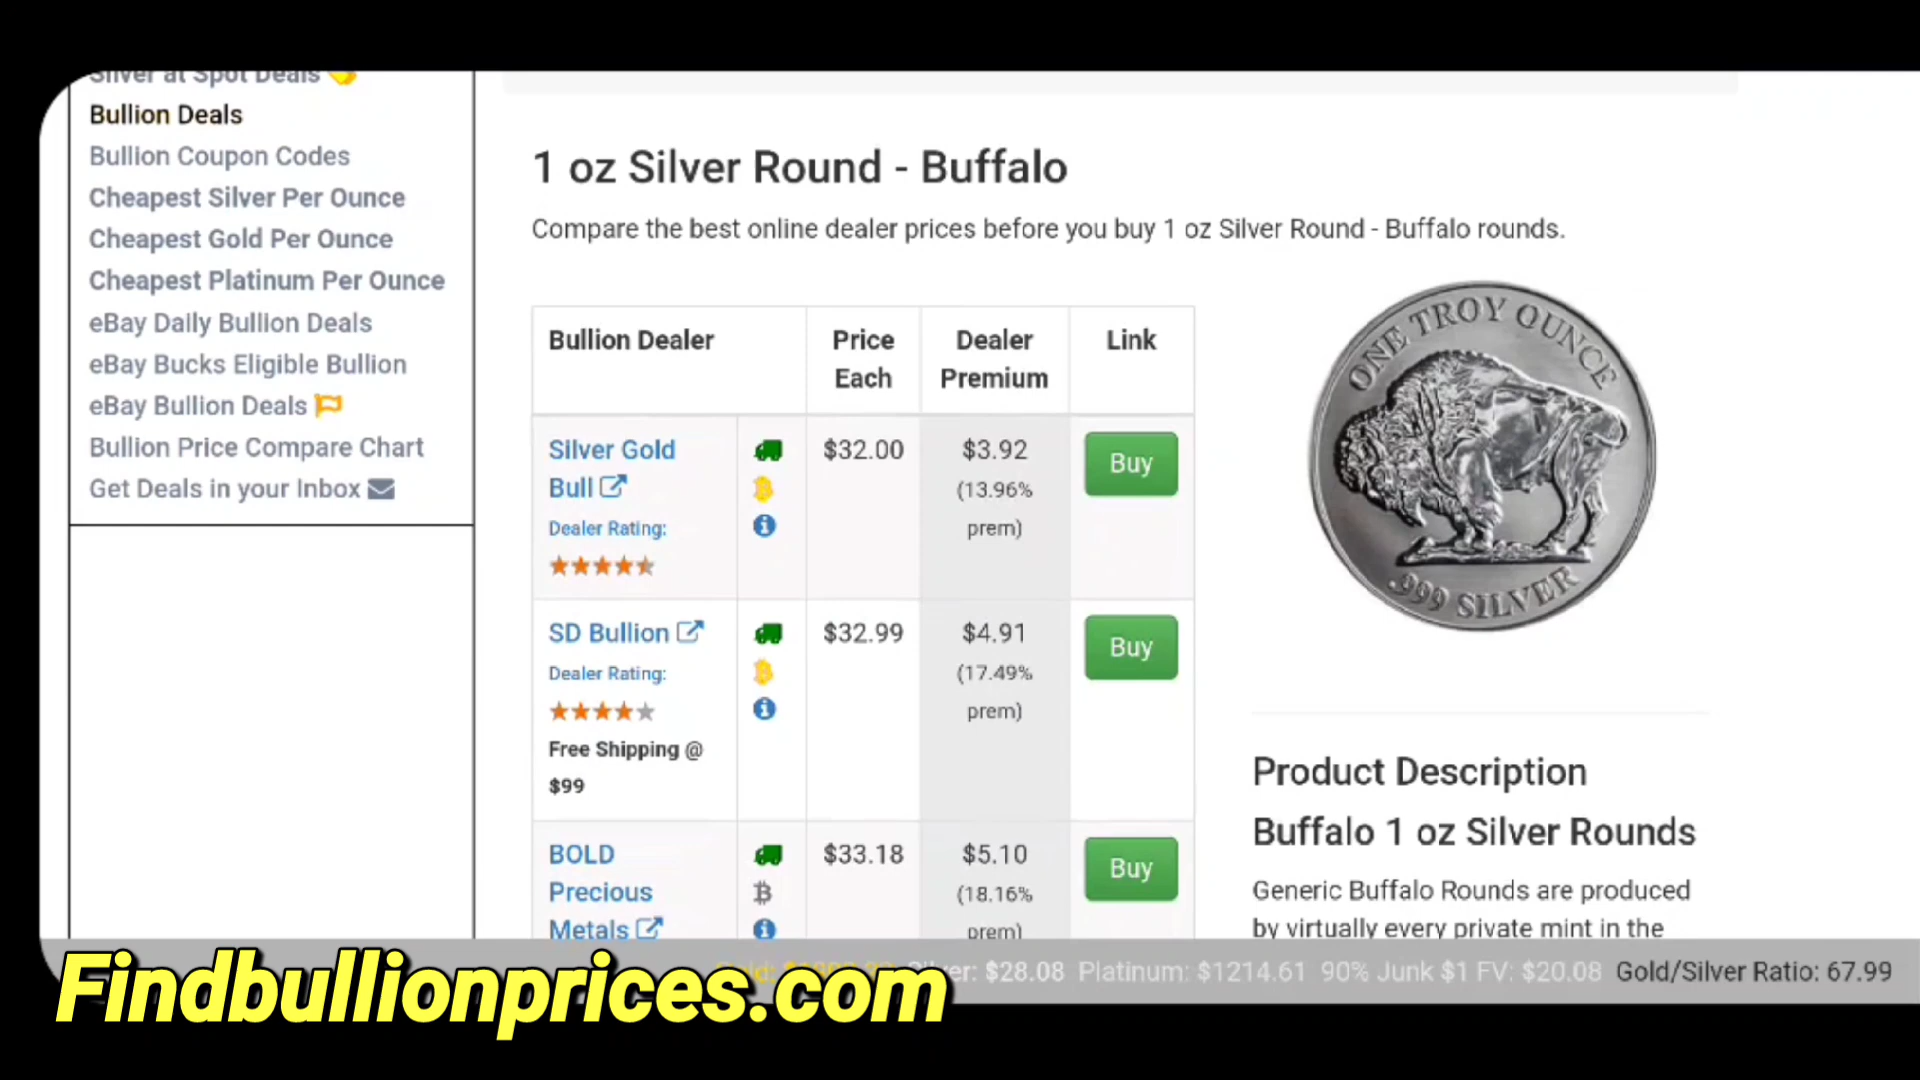 Silver at Spot Deals
Bullion Deals
Bullion Coupon Codes
Cheapest Silver Per Ounce
Cheapest Gold Per Ounce
Cheapest Platinum Per Ounce
eBay Daily Bullion Deals
eBay Bucks Eligible Bullion
eBay Bullion Deals
Bullion Price Compare Chart
Get Deals in your Inbox
1 oz Silver Round - Buffalo
Compare the best online dealer prices before you buy 1 oz Silver Round - Buffalo rounds.
Bullion Dealer
Price Each
Dealer Premium
Link
Silver Gold
Bull
Dealer Rating:
$32.00
$3.92
(13.96%
prem)
Buy
SD Bullion
Dealer Rating:
Free Shipping @
$99
$32.99
$4.91
(17.49%
prem)
Buy
BOLD
Precious
Metals
$33.18
$5.10
(18.16%
prem)
Buy
ONE TROY OUNCE
.999 SILVER
Product Description
Buffalo 1 oz Silver Rounds
Generic Buffalo Rounds are produced
by virtually every private mint in the
$28.08 Platinum: $1214.61 90% Junk $1 FV: $20.08 Gold/Silver Ratio: 67.99
Findbullionprices.com